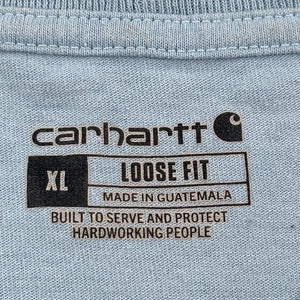 carhartt
XL LOOSE FIT
MADE IN GUATEMALA
BUILT TO SERVE AND PROTECT
HARDWORKING PEOPLE